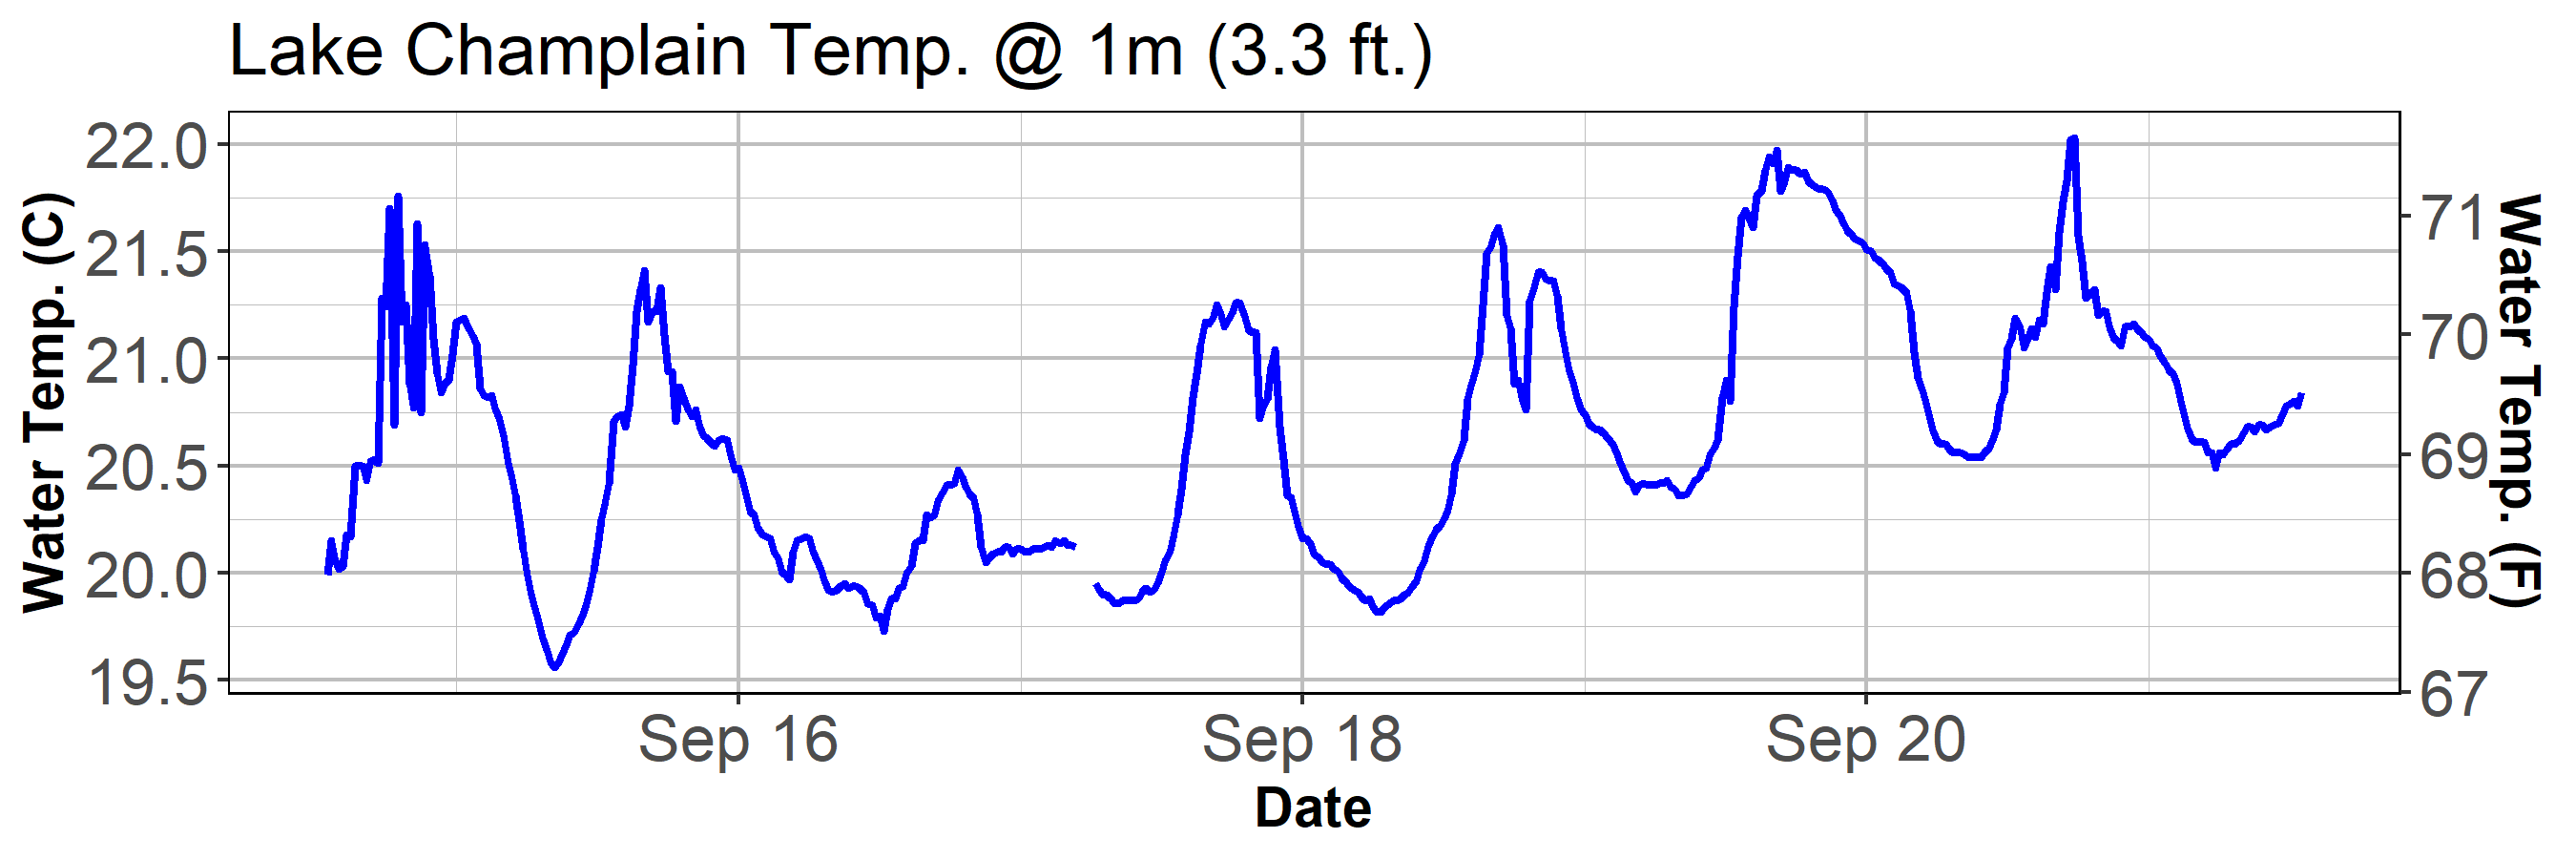 Lake Champlain Temp. @ 1m (3.3 ft.)
Water Temp. (C)
22.0
21.5
21.0
20.5
20.0
19.5
71
70
69
68
67
Water Temp. (F)
Sep 16
Sep 18
Sep 20
Date